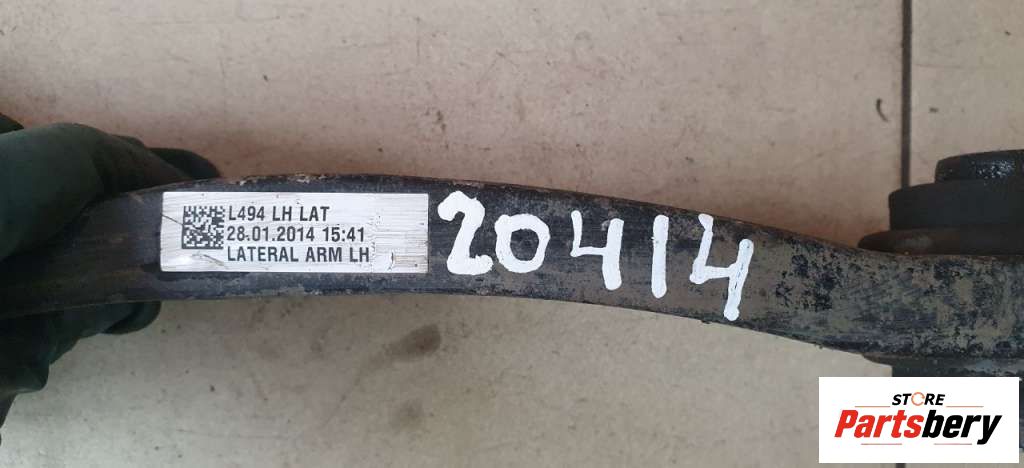 L494 LH LAT
28.01.2014 15:41
LATERAL ARM LH
20414
STORE
Partsbery